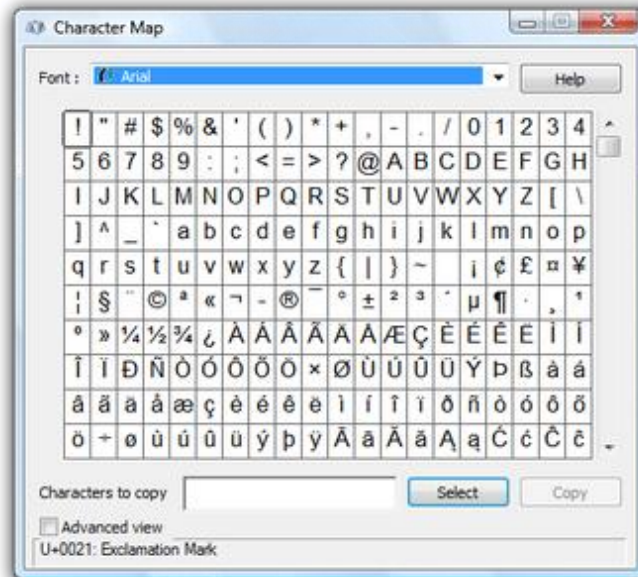 Character Map
Font : Arial Help
! " # $ % & ' ( ) * + , - . / 0 1 2 3 4
5 6 7 8 9 : ; < = > ? @ A B C D E F G H
I J K L M N O P Q R S T U V W X Y Z [ \
] ^ _ ` a b c d e f g h i j k l m n o p
q r s t u v w x y z { | } ~ ¡ ¢ £ ¤ ¥
¦ § ¨ © ª « ¬ - ® ¯ ° ± ² ³ ´ µ ¶ · ¸ ¹
º » ¼ ½ ¾ ¿ À Á Â Ã Ä Å Æ Ç È É Ê Ë Ì Í
Î Ï Ð Ñ Ò Ó Ô Õ Ö × Ø Ù Ú Û Ü Ý Þ ß à á
â ã ä å æ ç è é ê ë ì í î ï ð ñ ò ó ô õ
ö ÷ ø ù ú û ü ý þ ÿ Ā ā Ă ă Ą ą Ć ć Ĉ ĉ
Characters to copy Select Copy
Advanced view
U+0021: Exclamation Mark